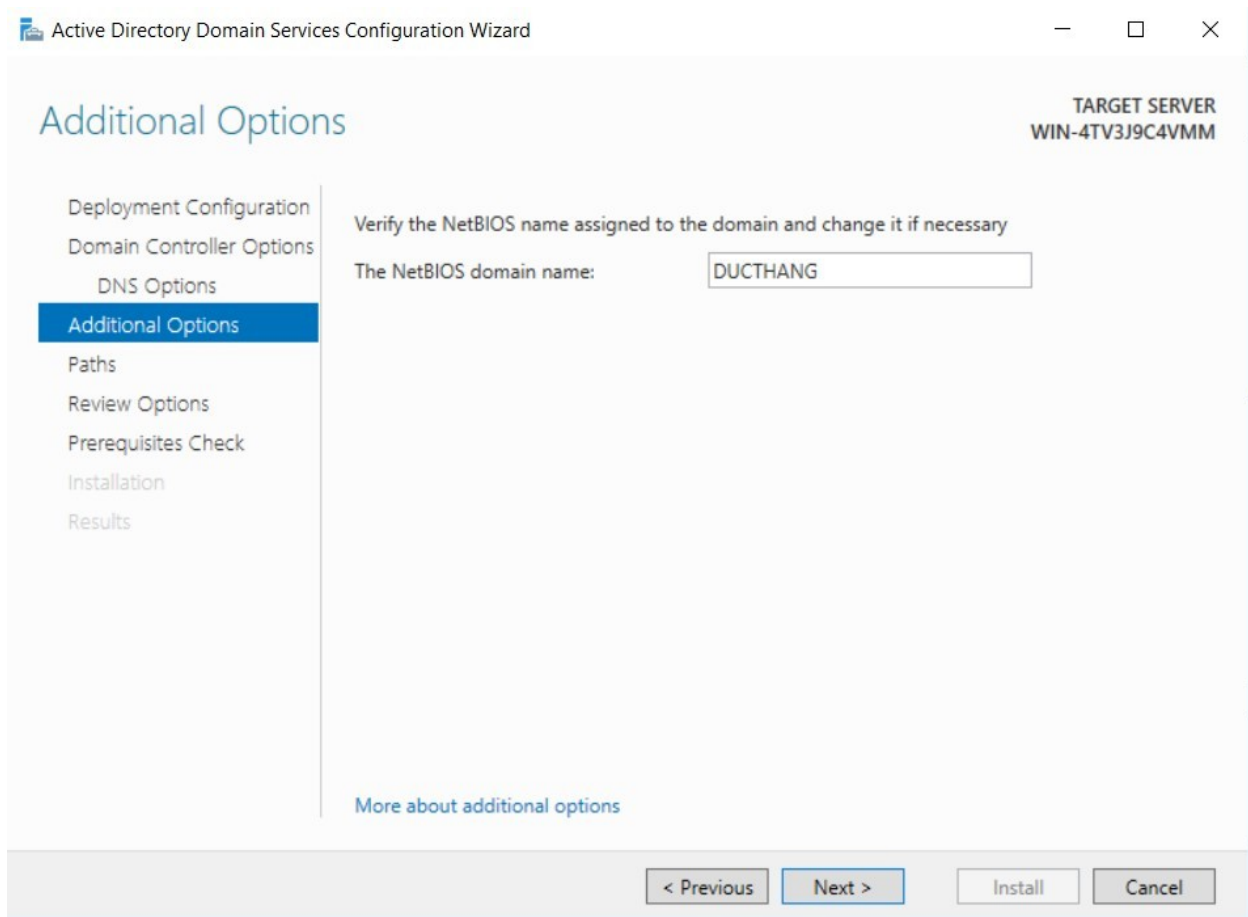 Active Directory Domain Services Configuration Wizard
Additional Options
TARGET SERVER
WIN-4TV3J9C4VMM
Deployment Configuration
Domain Controller Options
DNS Options
Additional Options
Paths
Review Options
Prerequisites Check
Installation
Results
Verify the NetBIOS name assigned to the domain and change it if necessary
The NetBIOS domain name: DUCTHANG
More about additional options
< Previous Next > Install Cancel